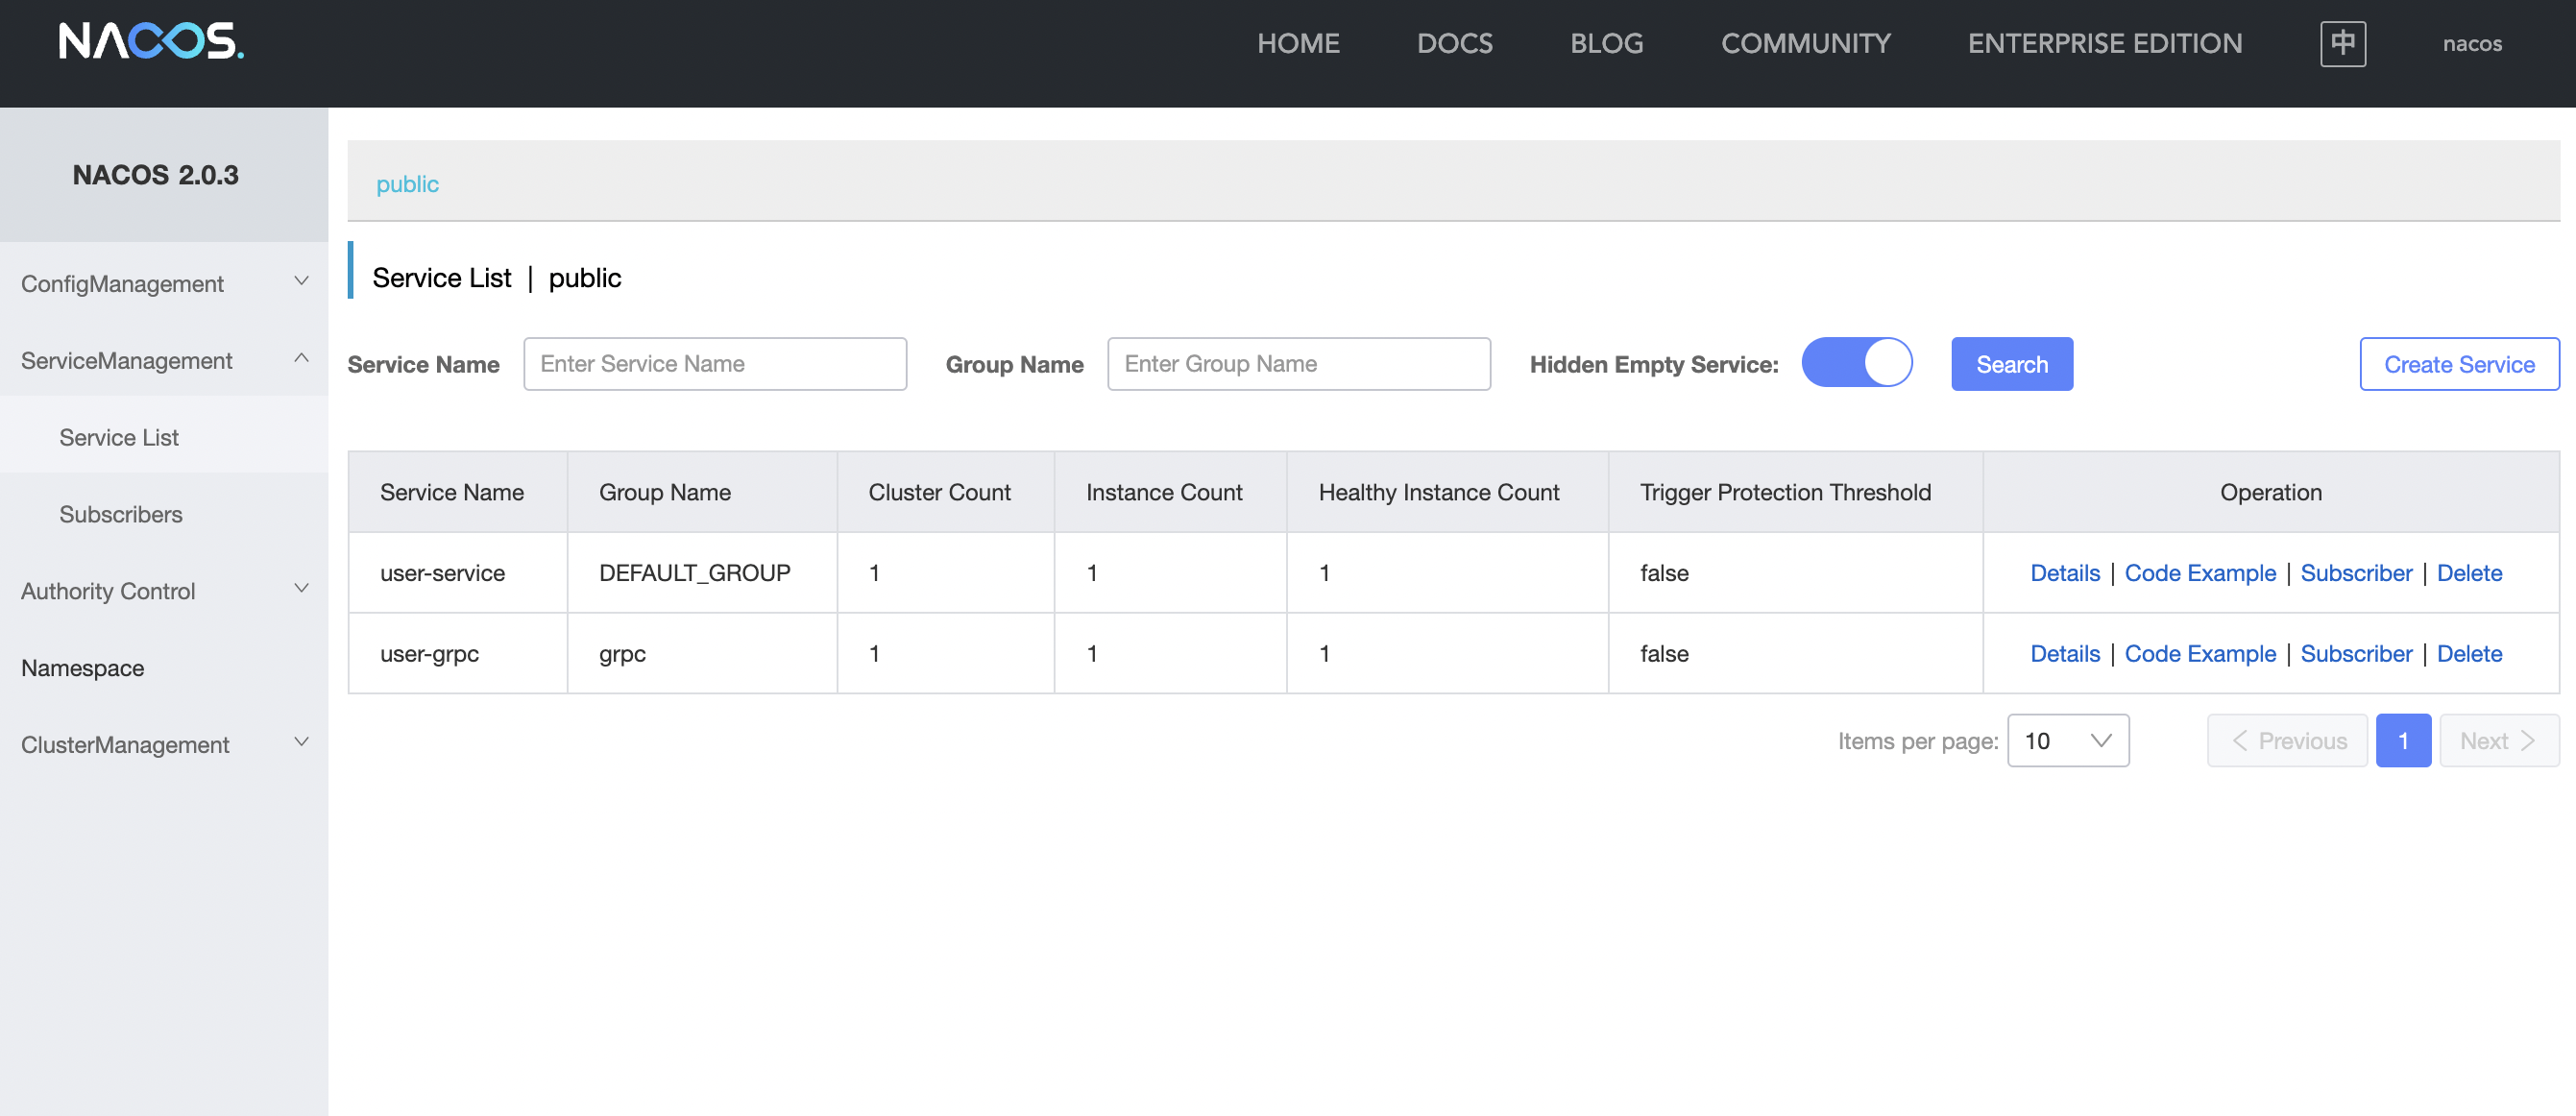 NACOS.
HOME DOCS BLOG COMMUNITY ENTERPRISE EDITION 中 nacos
NACOS 2.0.3
ConfigManagement
ServiceManagement
Service List
Subscribers
Authority Control
Namespace
ClusterManagement
public
Service List | public
Service Name Enter Service Name Group Name Enter Group Name Hidden Empty Service: Search Create Service
Service Name Group Name Cluster Count Instance Count Healthy Instance Count Trigger Protection Threshold Operation
user-service DEFAULT_GROUP 1 1 1 false Details | Code Example | Subscriber | Delete
user-grpc grpc 1 1 1 false Details | Code Example | Subscriber | Delete
Items per page: 10 Previous 1 Next